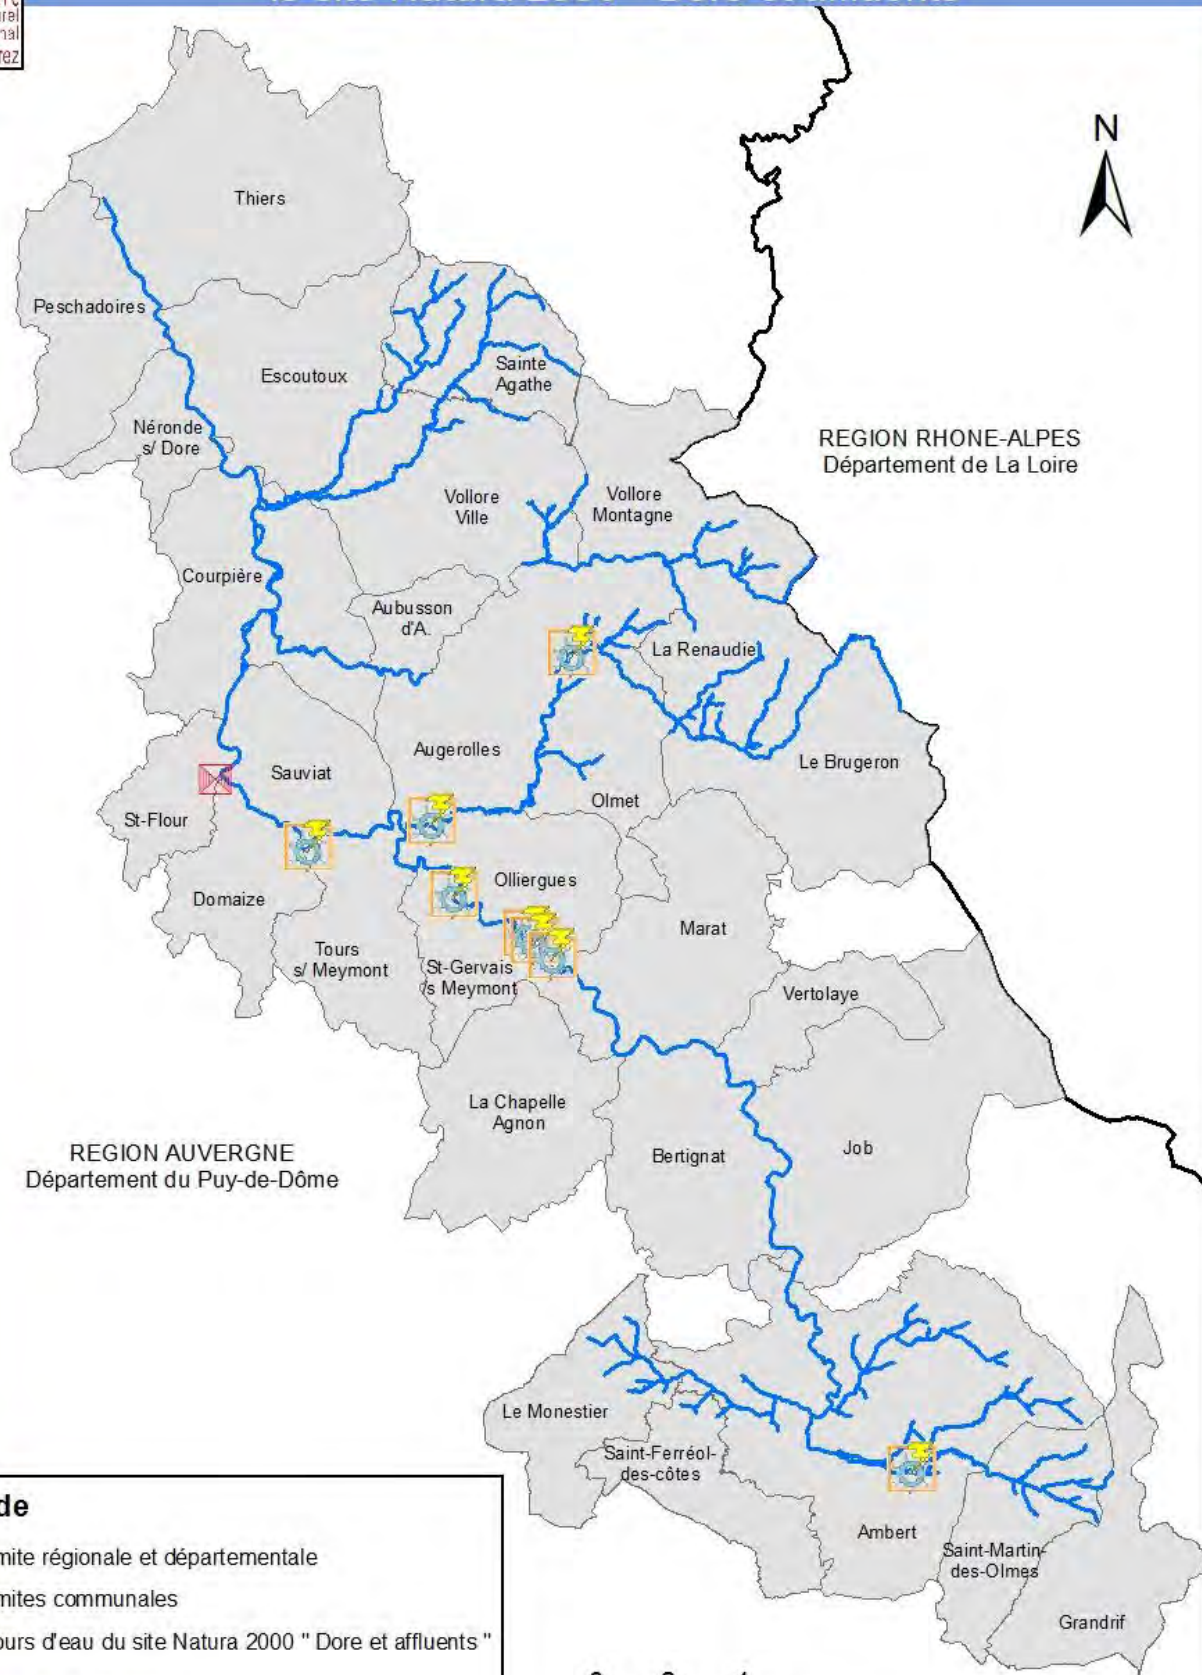 N
Thiers
Peschadoires
Escoutoux
Sainte
Agathe
Néronde
s/ Dore
REGION RHONE-ALPES
Département de La Loire
Vollore
Ville
Vollore
Montagne
Courpière
Aubusson
d'A.
La Renaudie
Augerolles
Sauviat
Le Brugeron
Olmet
St-Flour
Olliergues
Domaize
Marat
Tours
s/ Meymont
St-Gervais
/s Meymont
Vertolaye
La Chapelle
Agnon
REGION AUVERGNE
Département du Puy-de-Dôme
Bertignat
Job
Le Monestier
Saint-Ferréol-
des-côtes
Ambert
Saint-Martin-
des-Olmes
Grandrif
de
mite régionale et départementale
mites communales
ours d'eau du site Natura 2000 " Dore et affluents "